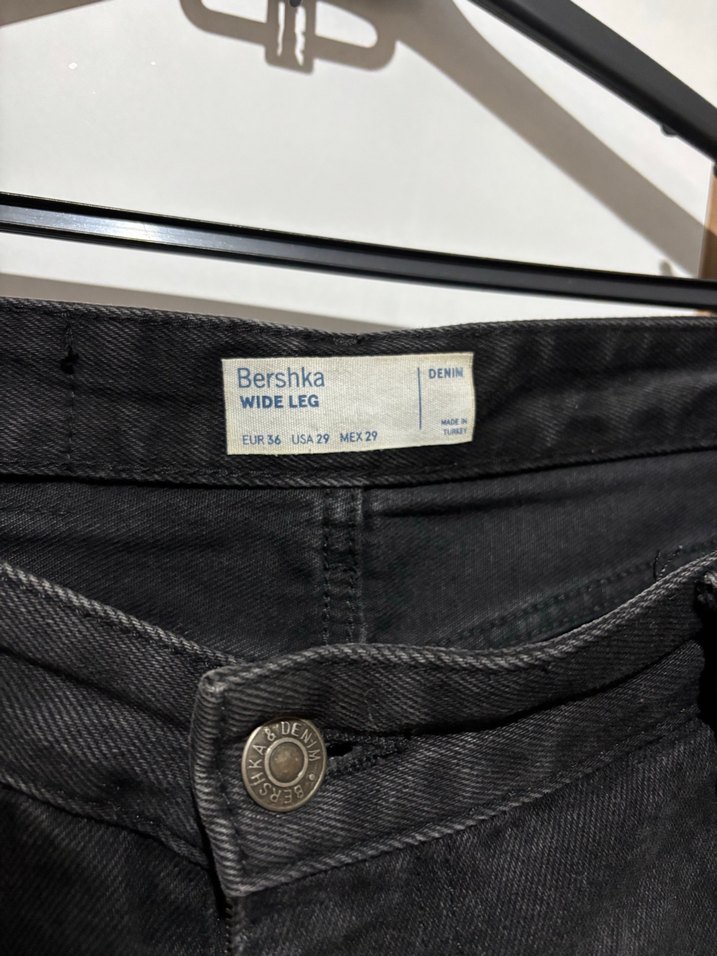 Bershka
WIDE LEG
EUR 36 USA 29 MEX 29
DENIM
MADE IN
TURKEY
BERSHKA & DENIM